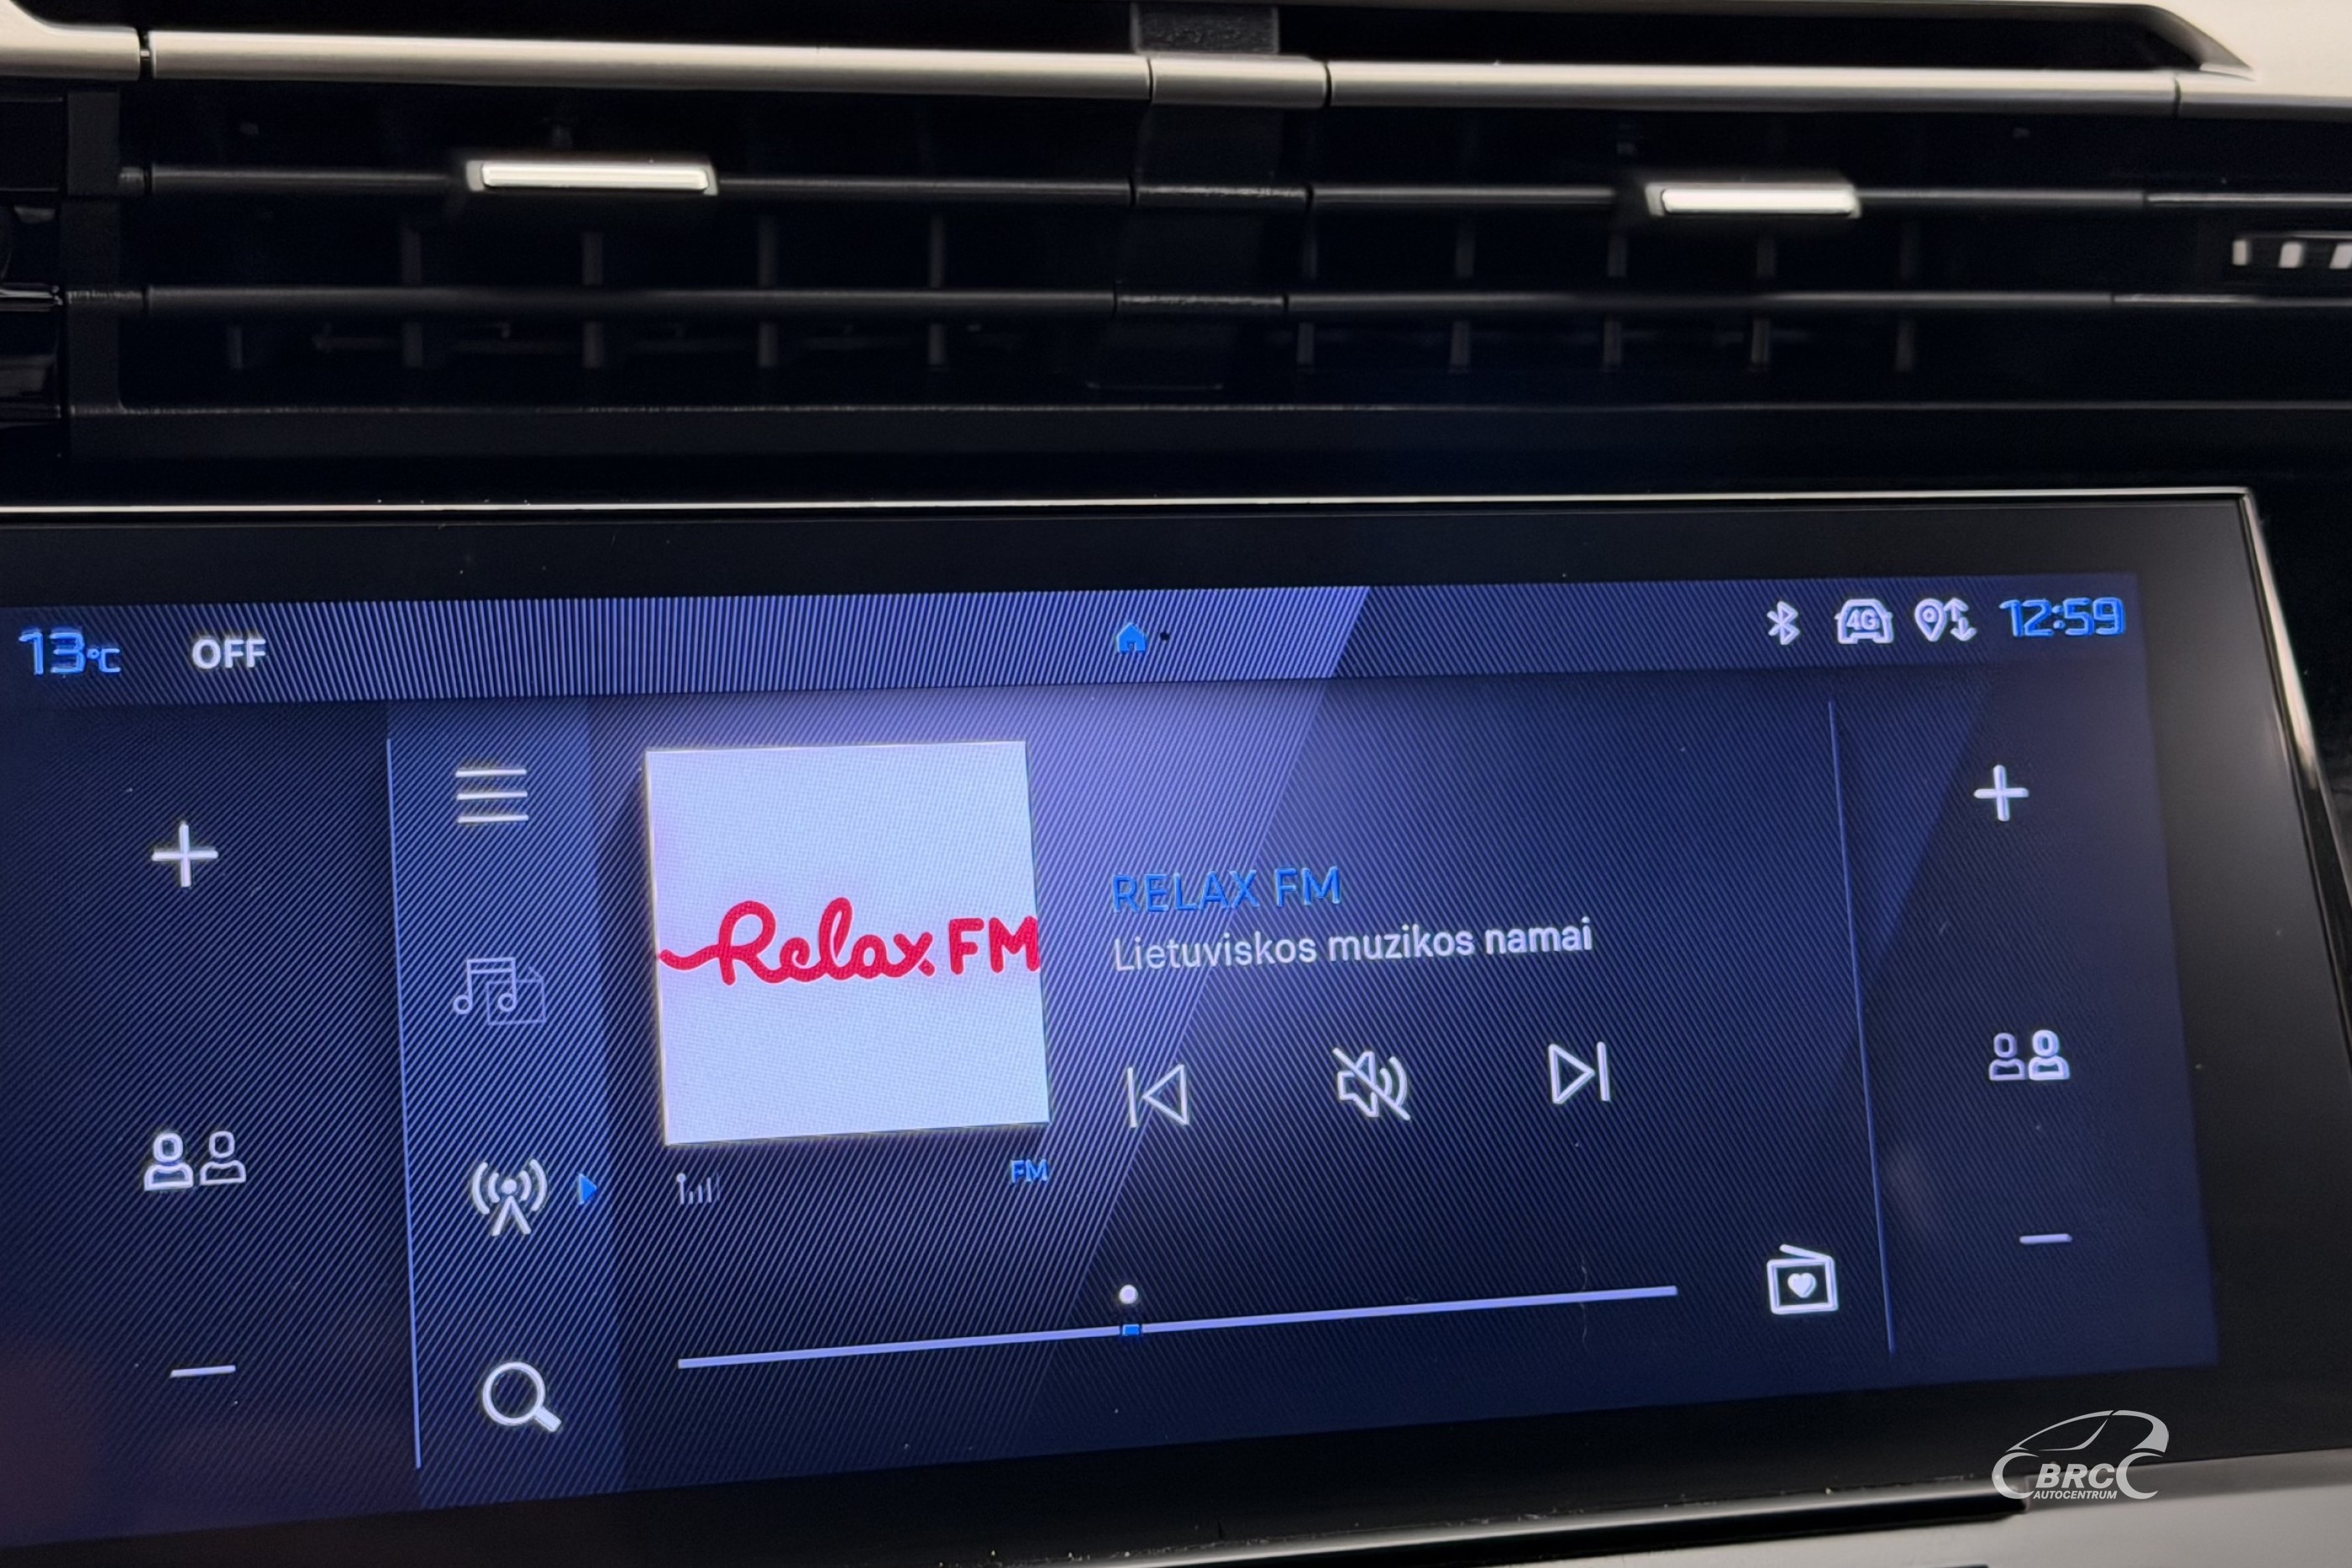 13°C OFF 4G 12:59
Relax FM
RELAX FM
Lietuviskos muzikos namai
FM
BRC
AUTOCENTRUM